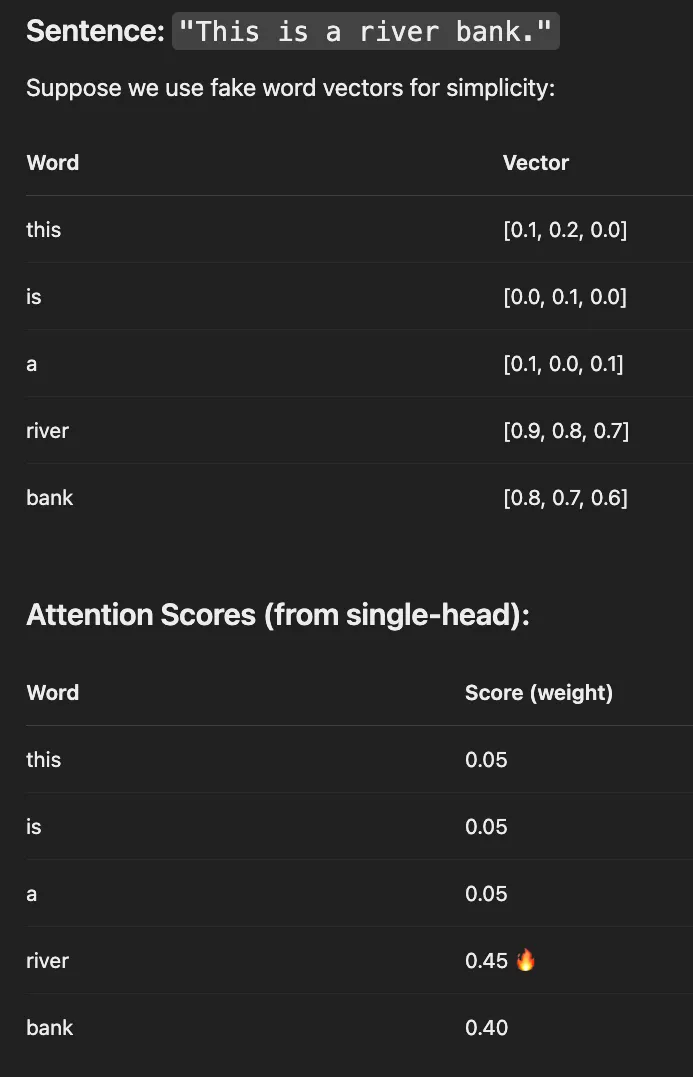 Sentence: "This is a river bank."
Suppose we use fake word vectors for simplicity:
Word Vector
this [0.1, 0.2, 0.0]
is [0.0, 0.1, 0.0]
a [0.1, 0.0, 0.1]
river [0.9, 0.8, 0.7]
bank [0.8, 0.7, 0.6]
Attention Scores (from single-head):
Word Score (weight)
this 0.05
is 0.05
a 0.05
river 0.45 🔥
bank 0.40